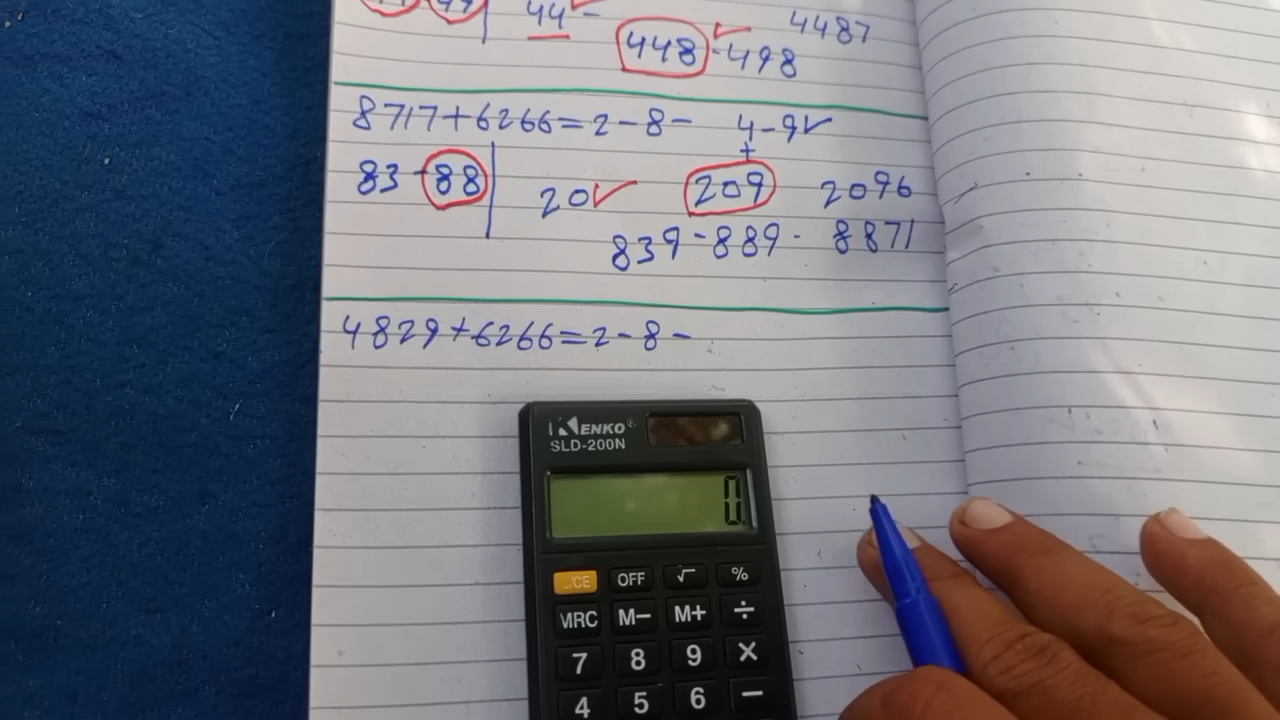 44 -
4487
448 - 498
8717+6266=2-8- 4-9✓
+
83 - 88 20✓ 209 2096
839 - 889 - 8871
4829+6266=2-8-
KENKO®
SLD-200N
0
OFF √ %
MRC M− M+ ÷
7 8 9 ×
4 5 6 −